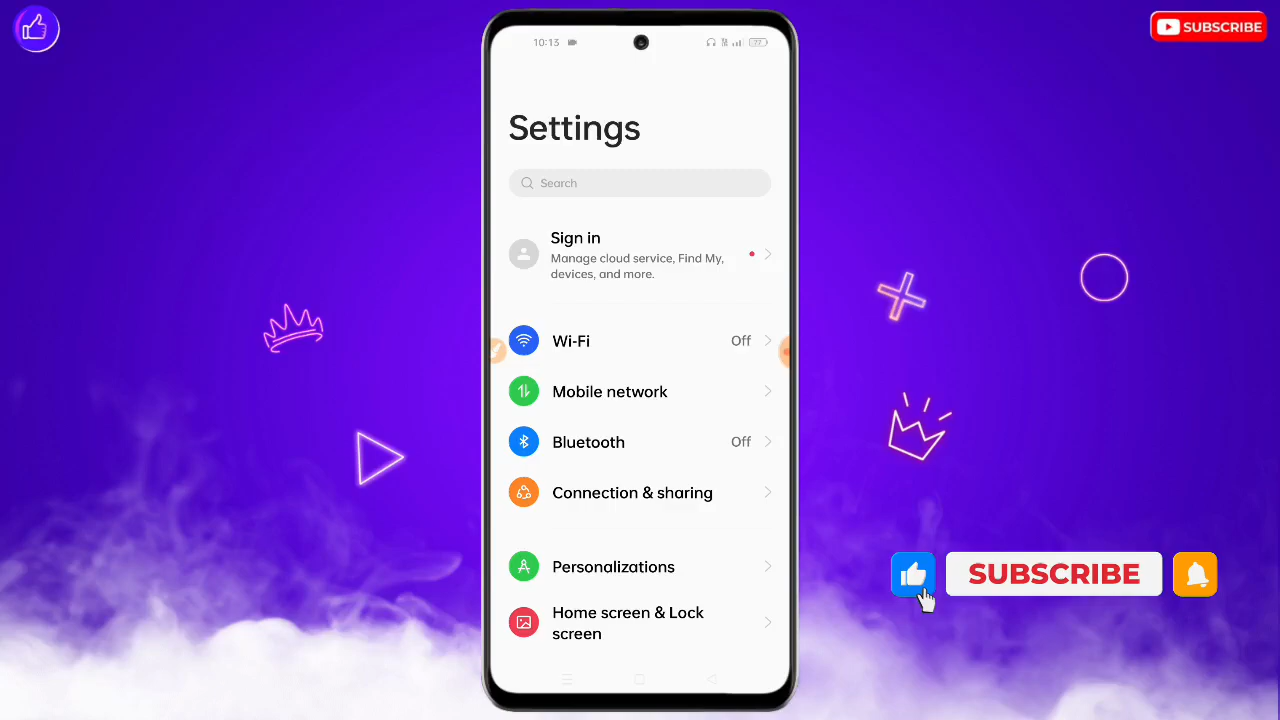 SUBSCRIBE
10:13
77
Settings
Search
Sign in
Manage cloud service, Find My,
devices, and more.
Wi-Fi Off
Mobile network
Bluetooth Off
Connection & sharing
Personalizations
Home screen & Lock
screen
SUBSCRIBE